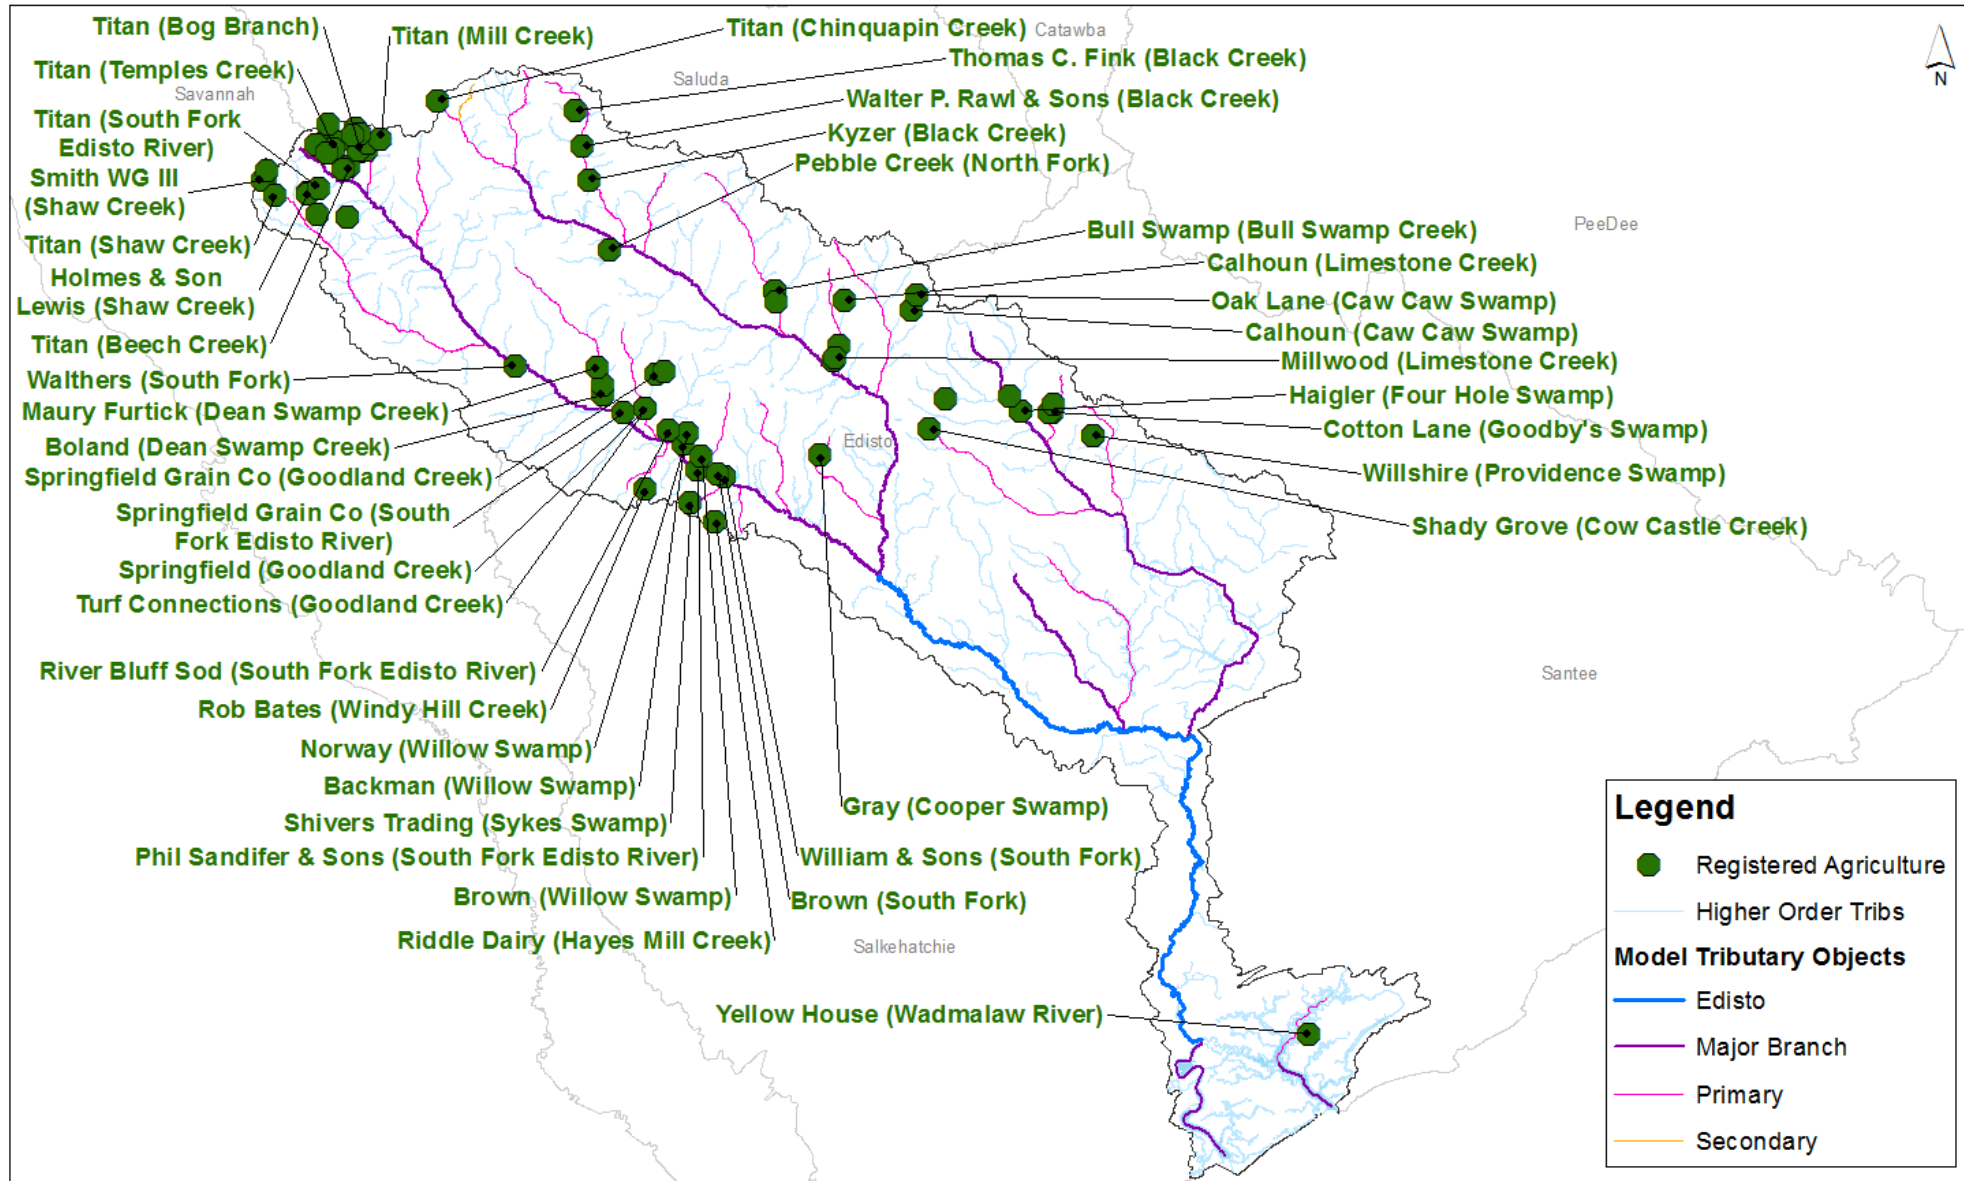 Titan (Bog Branch)
Titan (Mill Creek)
Titan (Chinquapin Creek)
Catawba
Thomas C. Fink (Black Creek)
N
Titan (Temples Creek)
Savannah
Saluda
Walter P. Rawl & Sons (Black Creek)
Titan (South Fork
Edisto River)
Kyzer (Black Creek)
Pebble Creek (North Fork)
Smith WG III
(Shaw Creek)
Bull Swamp (Bull Swamp Creek)
PeeDee
Titan (Shaw Creek)
Calhoun (Limestone Creek)
Holmes & Son
Lewis (Shaw Creek)
Oak Lane (Caw Caw Swamp)
Calhoun (Caw Caw Swamp)
Titan (Beech Creek)
Millwood (Limestone Creek)
Walthers (South Fork)
Haigler (Four Hole Swamp)
Maury Furtick (Dean Swamp Creek)
Cotton Lane (Goodby's Swamp)
Edisto
Boland (Dean Swamp Creek)
Springfield Grain Co (Goodland Creek)
Willshire (Providence Swamp)
Springfield Grain Co (South
Fork Edisto River)
Shady Grove (Cow Castle Creek)
Springfield (Goodland Creek)
Turf Connections (Goodland Creek)
River Bluff Sod (South Fork Edisto River)
Santee
Rob Bates (Windy Hill Creek)
Norway (Willow Swamp)
Backman (Willow Swamp)
Gray (Cooper Swamp)
Shivers Trading (Sykes Swamp)
Phil Sandifer & Sons (South Fork Edisto River)
William & Sons (South Fork)
Brown (Willow Swamp)
Brown (South Fork)
Riddle Dairy (Hayes Mill Creek)
Salkehatchie
Yellow House (Wadmalaw River)
Legend
Registered Agriculture
Higher Order Tribs
Model Tributary Objects
Edisto
Major Branch
Primary
Secondary